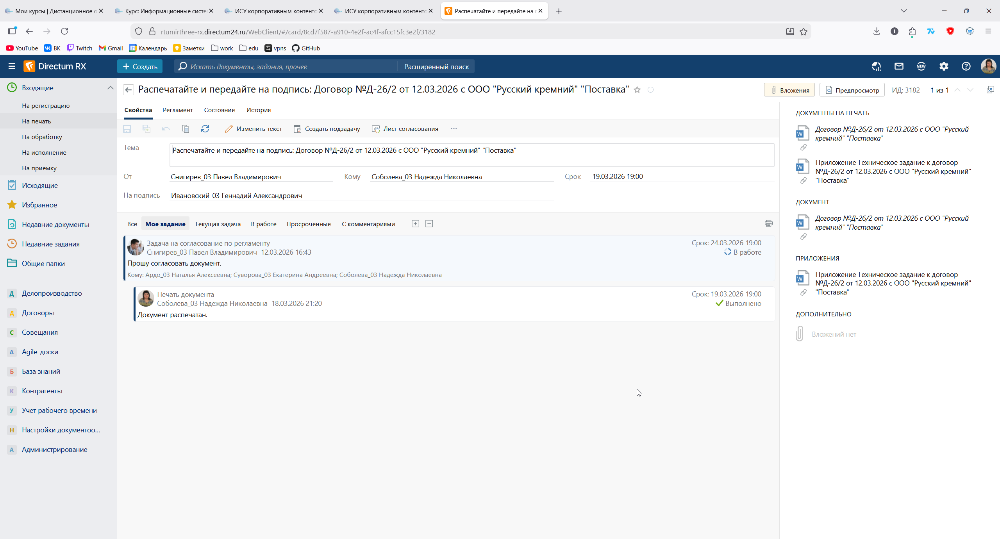 Мои курсы | Дистанционное о
Курс: Информационные систе
ИСУ корпоративным контенто
ИСУ корпоративным контенто
Распечатайте и передайте на п
rtumirthree-rx.directum24.ru/WebClient/#/card/8cd7f587-a910-4e2f-ac4f-afcc15fc3e2f/3182
YouTube
ВК
Twitch
Gmail
31 Календарь
Заметки
work
edu
vpns
GitHub
Directum RX
Создать
Искать документы, задания, прочее
Расширенный поиск
NEW
Входящие
На регистрацию
На печать
На обработку
На исполнение
На приемку
Исходящие
Избранное
Недавние документы
Недавние задания
Общие папки
Д Делопроизводство
Д Договоры
С Совещания
A Agile-доски
Б База знаний
К Контрагенты
У Учет рабочего времени
Н Настройки документоо...
А Администрирование
Распечатайте и передайте на подпись: Договор №Д-26/2 от 12.03.2026 с ООО "Русский кремний" "Поставка"
Вложения
Предпросмотр
ИД: 3182
1 из 1
Свойства
Регламент
Состояние
История
Изменить текст
Создать подзадачу
Лист согласования
Тема
Распечатайте и передайте на подпись: Договор №Д-26/2 от 12.03.2026 с ООО "Русский кремний" "Поставка"
От Снигирев_03 Павел Владимирович
Кому Соболева_03 Надежда Николаевна
Срок 19.03.2026 19:00
На подпись Ивановский_03 Геннадий Александрович
Все
Мое задание
Текущая задача
В работе
Просроченные
С комментариями
Задача на согласование по регламенту
Срок: 24.03.2026 19:00
Снигирев_03 Павел Владимирович 12.03.2026 16:43
В работе
Прошу согласовать документ.
Кому: Ардо_03 Наталья Алексеевна; Суворова_03 Екатерина Андреевна; Соболева_03 Надежда Николаевна
Печать документа
Срок: 19.03.2026 19:00
Соболева_03 Надежда Николаевна 18.03.2026 21:20
Выполнено
Документ распечатан.
ДОКУМЕНТЫ НА ПЕЧАТЬ
Договор №Д-26/2 от 12.03.2026 с ООО "Русский
кремний" "Поставка"
Приложение Техническое задание к договор
№Д-26/2 от 12.03.2026 с ООО "Русский кремний"
"Поставка"
ДОКУМЕНТ
Договор №Д-26/2 от 12.03.2026 с ООО "Русский
кремний" "Поставка"
ПРИЛОЖЕНИЯ
Приложение Техническое задание к договор
№Д-26/2 от 12.03.2026 с ООО "Русский кремний"
"Поставка"
ДОПОЛНИТЕЛЬНО
Вложений нет